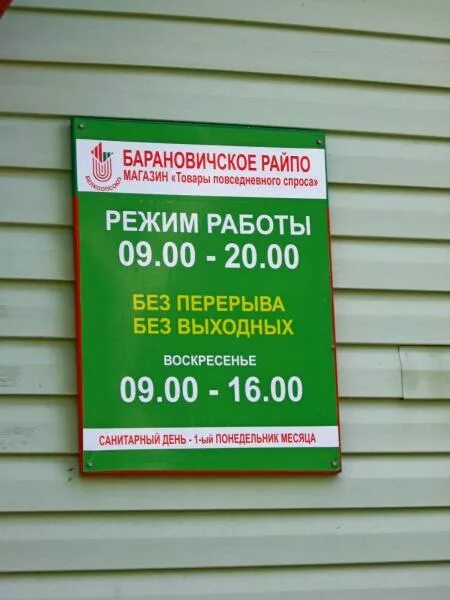 БАРАНОВИЧСКОЕ РАЙПО
МАГАЗИН «Товары повседневного спроса»
БЕЛКООПСОЮЗ
РЕЖИМ РАБОТЫ
09.00 - 20.00
БЕЗ ПЕРЕРЫВА
БЕЗ ВЫХОДНЫХ
ВОСКРЕСЕНЬЕ
09.00 - 16.00
САНИТАРНЫЙ ДЕНЬ - 1-ый ПОНЕДЕЛЬНИК МЕСЯЦА